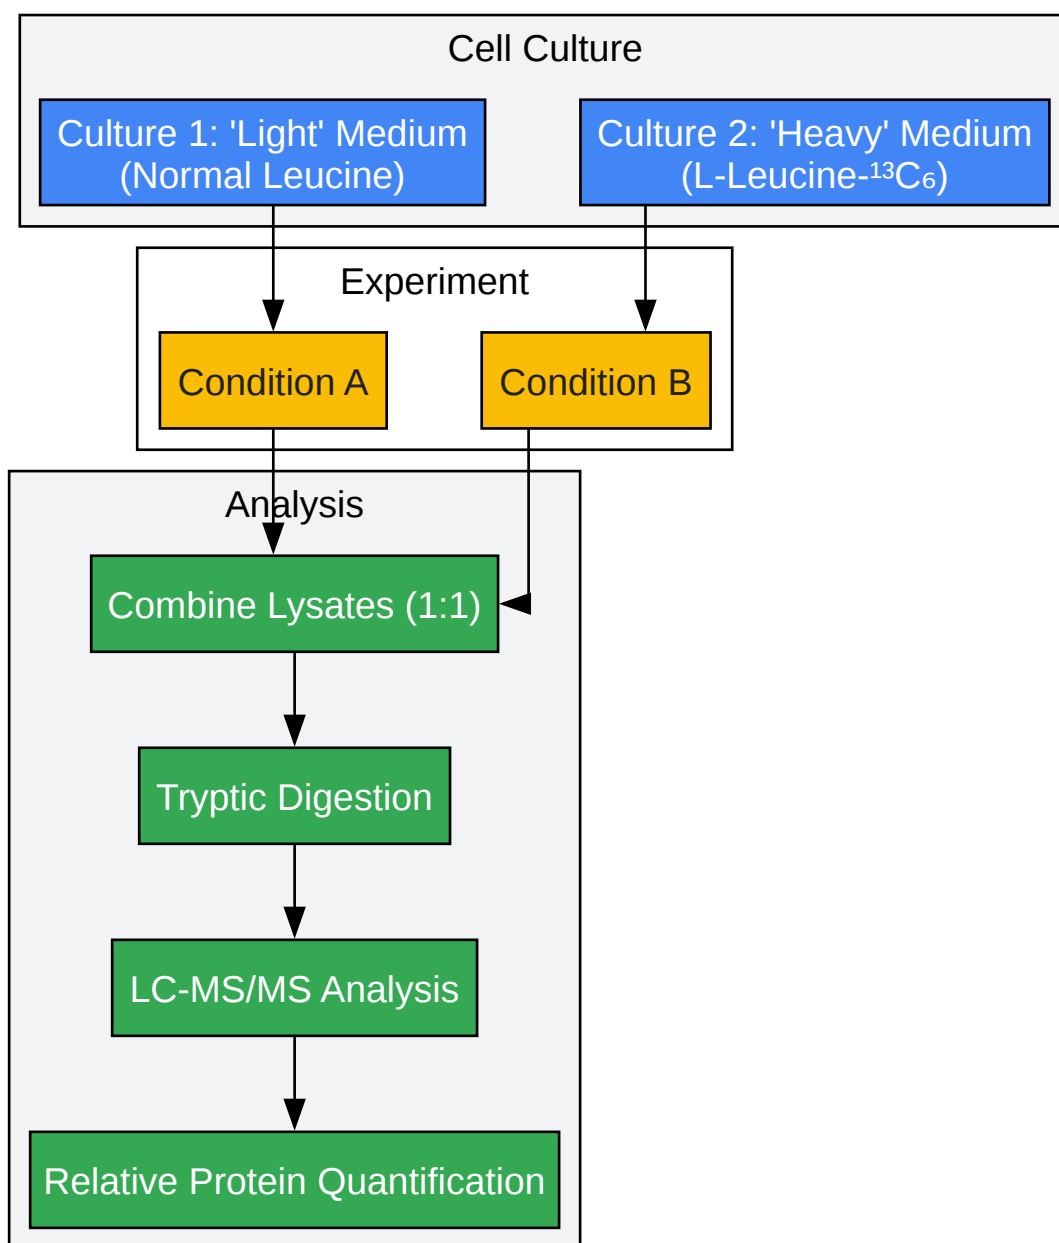 Cell Culture
Culture 1: 'Light' Medium
(Normal Leucine)
Culture 2: 'Heavy' Medium
(L-Leucine-¹³C₆)
Experiment
Condition A
Condition B
Analysis
Combine Lysates (1:1)
Tryptic Digestion
LC-MS/MS Analysis
Relative Protein Quantification